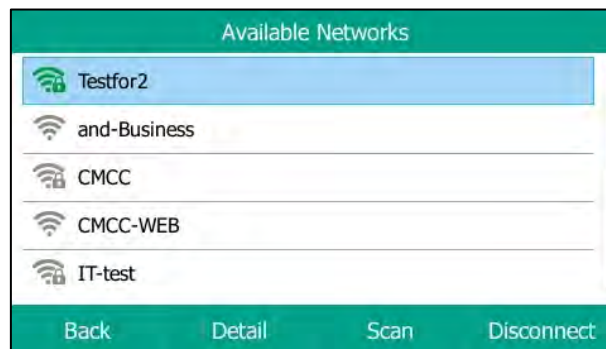 Available Networks
Testfor2
and-Business
CMCC
CMCC-WEB
IT-test
Back Detail Scan Disconnect